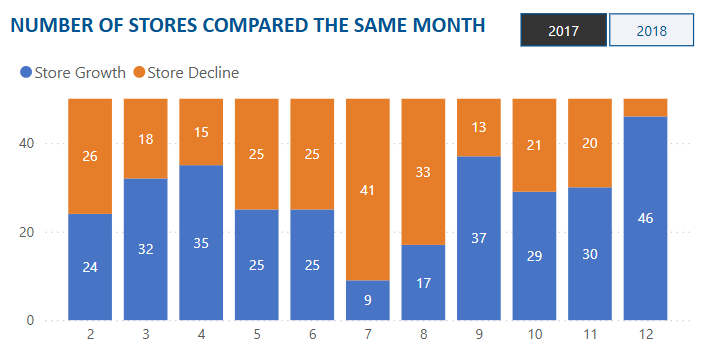 NUMBER OF STORES COMPARED THE SAME MONTH
2017 2018
Store Growth Store Decline
40
20
0
26 18 15 25 25 41 33 13 21 20
24 32 35 25 25 9 17 37 29 30 46
2 3 4 5 6 7 8 9 10 11 12